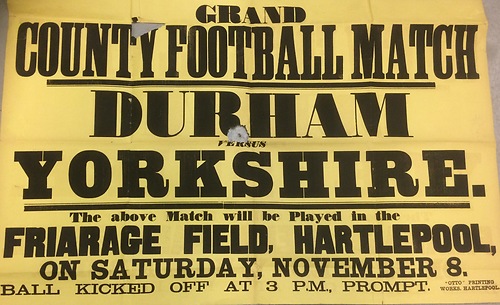 GRAND
COUNTY FOOTBALL MATCH
DURHAM
VERSUS
YORKSHIRE.
The above Match will be Played in the
FRIARAGE FIELD, HARTLEPOOL,
ON SATURDAY, NOVEMBER 8.
BALL KICKED OFF AT 3 P.M., PROMPT.
"OTTO" PRINTING
WORKS, HARTLEPOOL